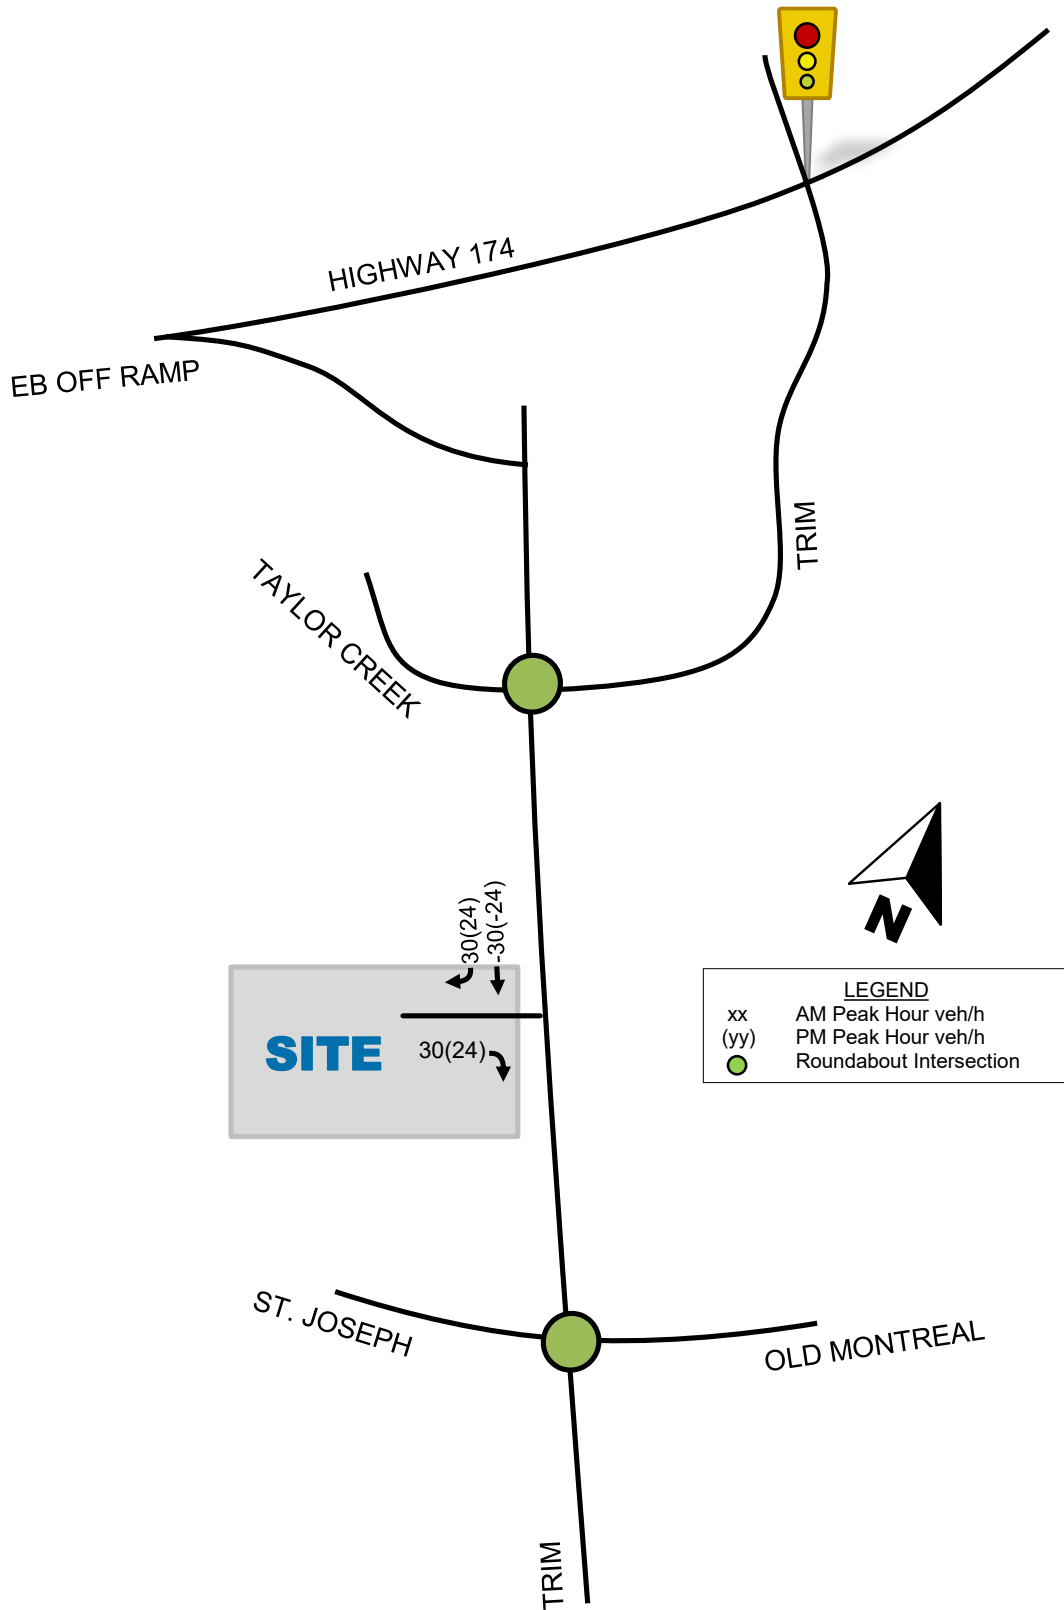 HIGHWAY 174
EB OFF RAMP
TRIM
TAYLOR CREEK
30(24)
-30(-24)
N
SITE
30(24)
LEGEND
xx AM Peak Hour veh/h
(yy) PM Peak Hour veh/h
Roundabout Intersection
ST. JOSEPH
OLD MONTREAL
TRIM